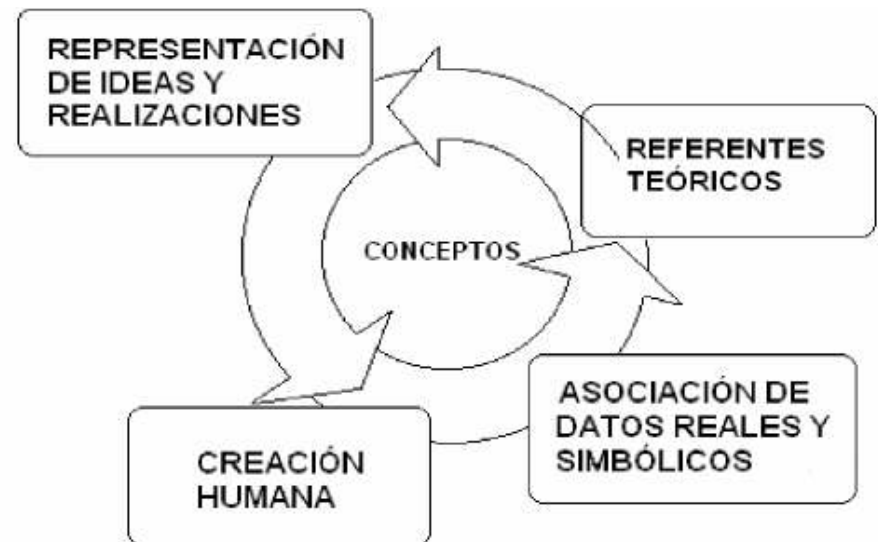 REPRESENTACIÓN
DE IDEAS Y
REALIZACIONES
REFERENTES
TEÓRICOS
CONCEPTOS
ASOCIACIÓN DE
DATOS REALES Y
SIMBÓLICOS
CREACIÓN
HUMANA